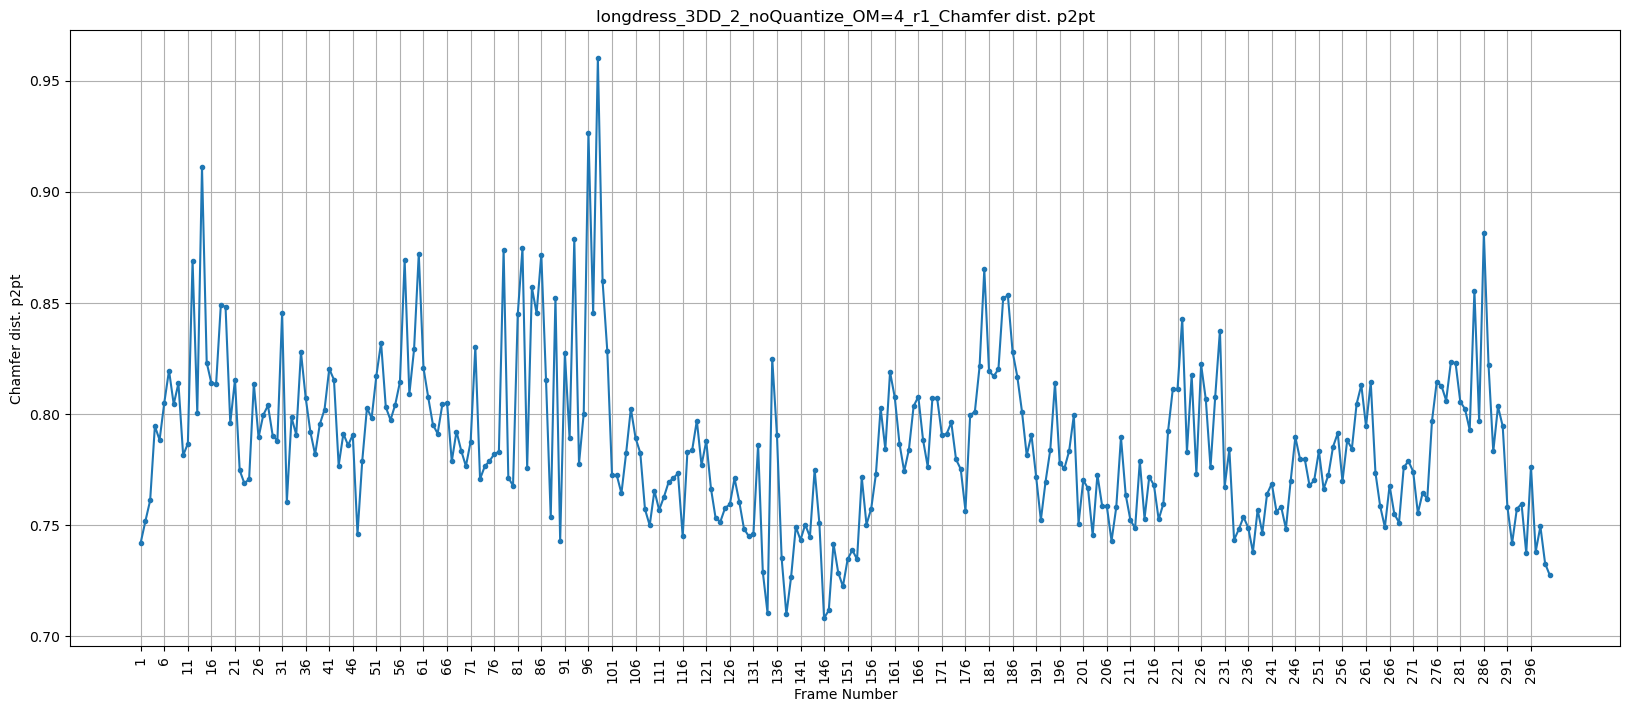 longdress_3DD_2_noQuantize_OM=4_r1_Chamfer dist. p2pt
Chamfer dist. p2pt
0.95
0.90
0.85
0.80
0.75
0.70
1 6 11 16 21 26 31 36 41 46 51 56 61 66 71 76 81 86 91 96 101 106 111 116 121 126 131 136 141 146 151 156 161 166 171 176 181 186 191 196 201 206 211 216 221 226 231 236 241 246 251 256 261 266 271 276 281 286 291 296
Frame Number